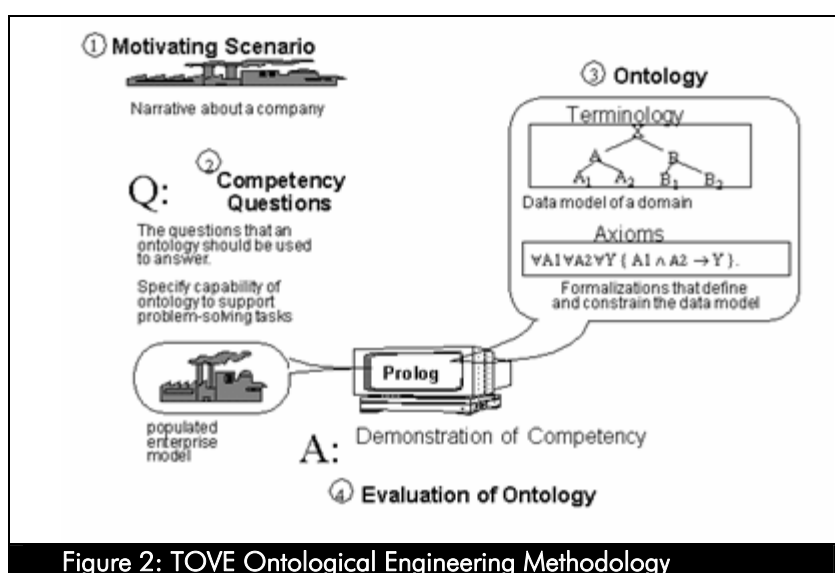 1 Motivating Scenario
Narrative about a company
2 Competency
Q: Questions
The questions that an
ontology should be used
to answer.
Specify capability of
ontology to support
problem-solving tasks
3 Ontology
Terminology
X
A B
A1 A2 B1 B2
Data model of a domain
Axioms
∀A1∀A2∀Y { A1 ∧ A2 → Y }.
Formalizations that define
and constrain the data model
Prolog
populated
enterprise
model
A: Demonstration of Competency
4 Evaluation of Ontology
Figure 2: TOVE Ontological Engineering Methodology